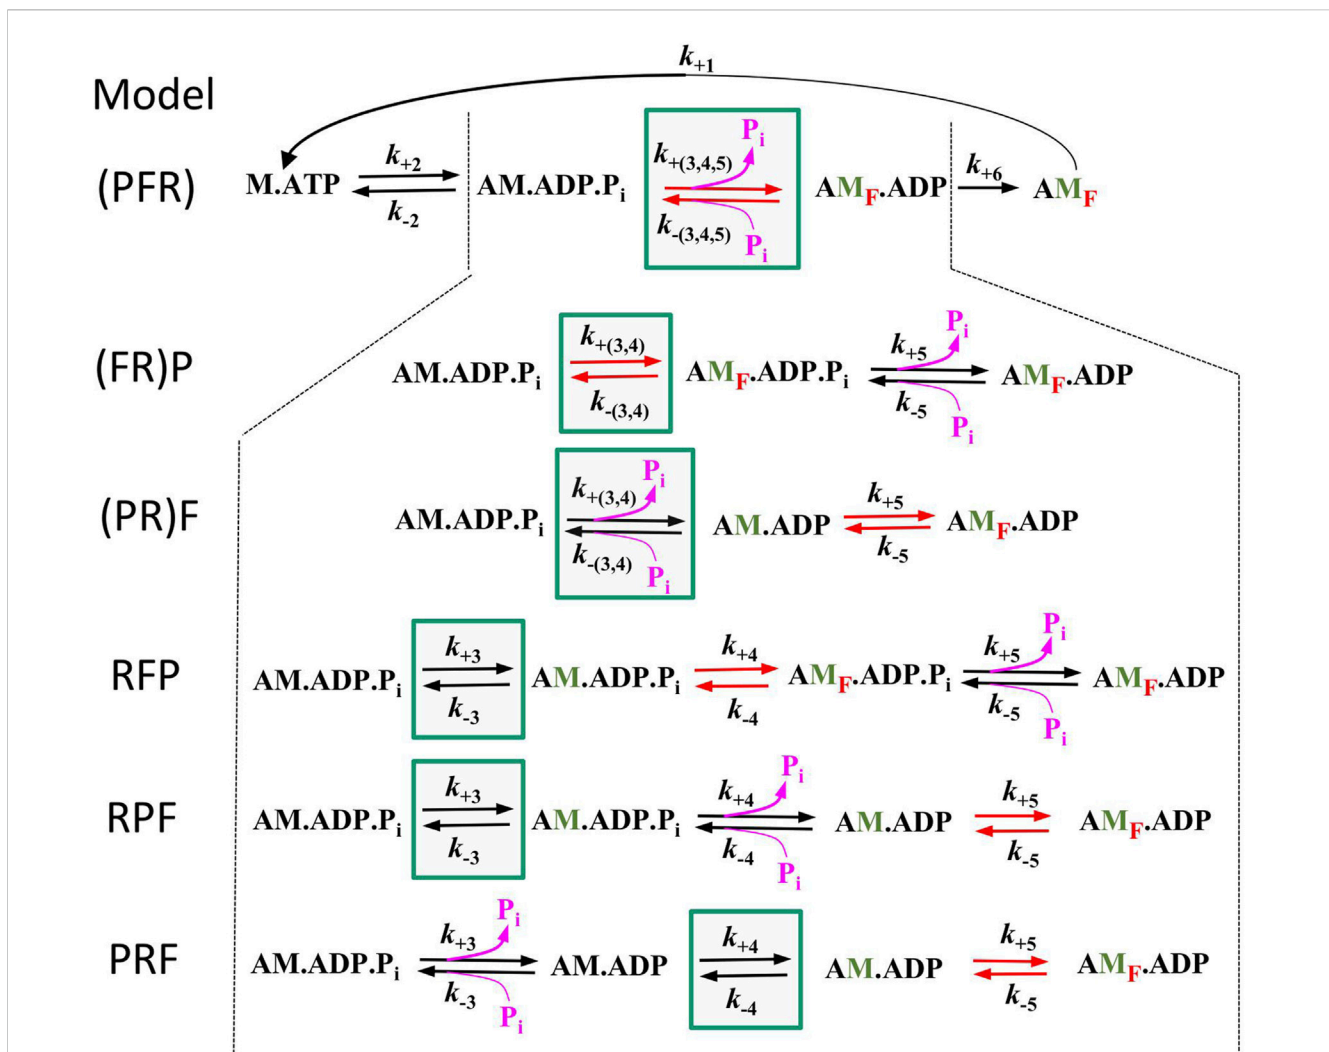 k+1
Model
(PFR) M.ATP k+2 k-2 AM.ADP.Pi k+(3,4,5) Pi k-(3,4,5) Pi AMF.ADP k+6 AMF
(FR)P AM.ADP.Pi k+(3,4) k-(3,4) AMF.ADP.Pi k+5 Pi k-5 Pi AMF.ADP
(PR)F AM.ADP.Pi k+(3,4) Pi k-(3,4) Pi AM.ADP k+5 k-5 AMF.ADP
RFP AM.ADP.Pi k+3 k-3 AM.ADP.Pi k+4 k-4 AMF.ADP.Pi k+5 Pi k-5 Pi AMF.ADP
RPF AM.ADP.Pi k+3 k-3 AM.ADP.Pi k+4 Pi k-4 Pi AM.ADP k+5 k-5 AMF.ADP
PRF AM.ADP.Pi k+3 Pi k-3 Pi AM.ADP k+4 k-4 AM.ADP k+5 k-5 AMF.ADP